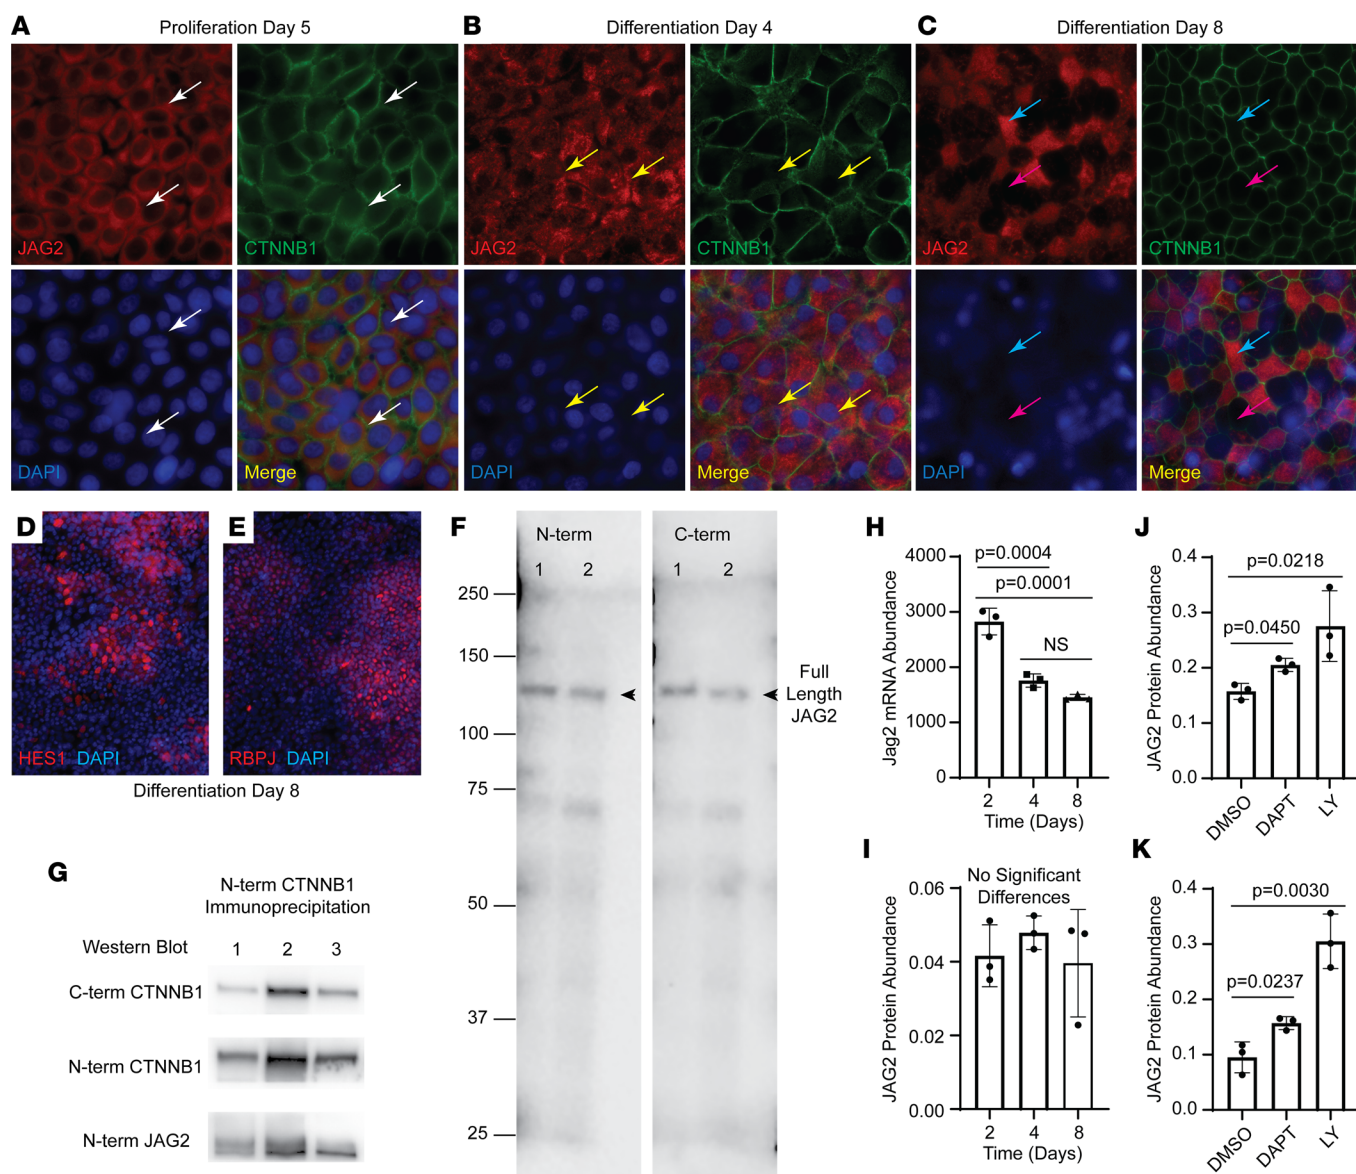 A
Proliferation Day 5
JAG2
CTNNB1
DAPI
Merge
B
Differentiation Day 4
JAG2
CTNNB1
DAPI
Merge
C
Differentiation Day 8
JAG2
CTNNB1
DAPI
Merge
D
HES1 DAPI
E
RBPJ DAPI
Differentiation Day 8
F
N-term
C-term
1 2
1 2
250
150
100
75
50
37
25
Full
Length
JAG2
G
N-term CTNNB1
Immunoprecipitation
Western Blot 1 2 3
C-term CTNNB1
N-term CTNNB1
N-term JAG2
H
Jag2 mRNA Abundance
4000
3000
2000
1000
0
p=0.0004
p=0.0001
NS
2 4 8
Time (Days)
I
JAG2 Protein Abundance
0.06
0.04
0.02
0.00
No Significant
Differences
2 4 8
Time (Days)
J
JAG2 Protein Abundance
0.4
0.3
0.2
0.1
0.0
p=0.0218
p=0.0450
DMSO
DAPT
LY
K
JAG2 Protein Abundance
0.4
0.3
0.2
0.1
0.0
p=0.0030
p=0.0237
DMSO
DAPT
LY